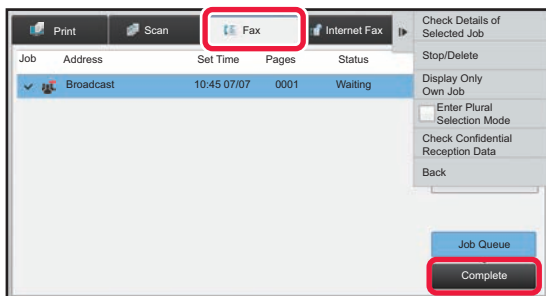 Print
Scan
Fax
Internet Fax
Job Address Set Time Pages Status
Broadcast 10:45 07/07 0001 Waiting
Check Details of
Selected Job
Stop/Delete
Display Only
Own Job
Enter Plural
Selection Mode
Check Confidential
Reception Data
Back
Job Queue
Complete